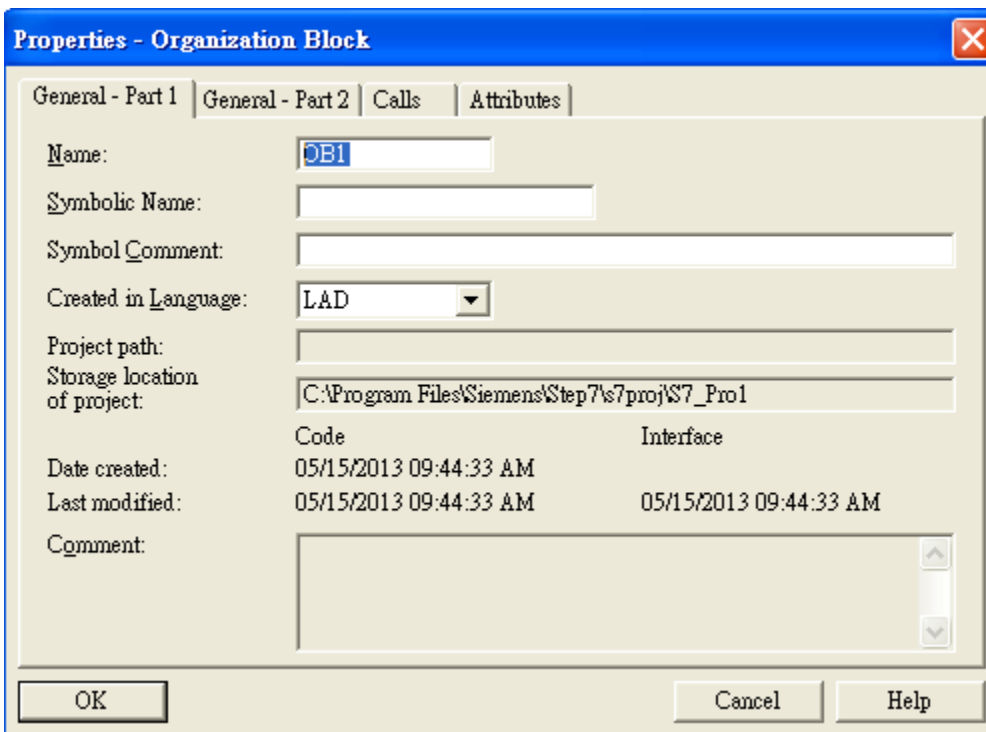 Properties - Organization Block
General - Part 1 General - Part 2 Calls Attributes
Name: OB1
Symbolic Name:
Symbol Comment:
Created in Language: LAD
Project path:
Storage location
of project: C:\Program Files\Siemens\Step7\s7proj\S7_Pro1
Code Interface
Date created: 05/15/2013 09:44:33 AM
Last modified: 05/15/2013 09:44:33 AM 05/15/2013 09:44:33 AM
Comment:
OK Cancel Help